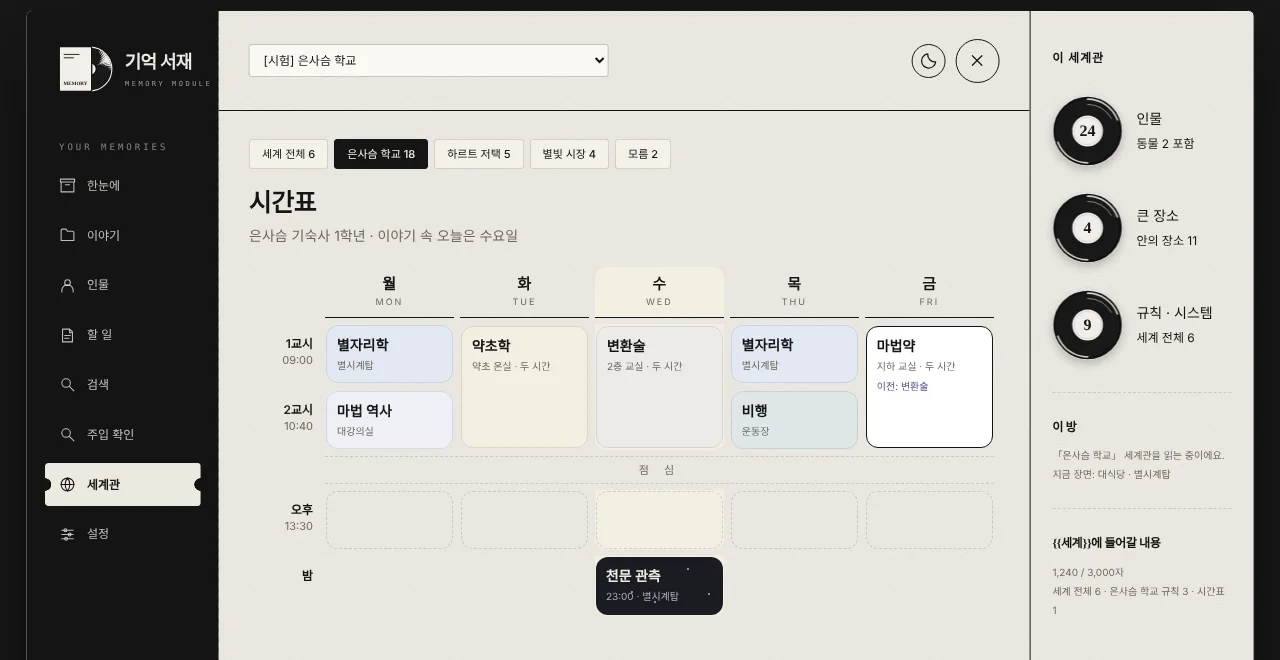 기억 서재
MEMORY
MEMORY MODULE
YOUR MEMORIES
한눈에
이야기
인물
할 일
검색
주입 확인
세계관
설정
[시험] 은사슴 학교
세계 전체 6
은사슴 학교 18
하르트 저택 5
별빛 시장 4
모름 2
시간표
은사슴 기숙사 1학년 · 이야기 속 오늘은 수요일
월 화 수 목 금
MON TUE WED THU FRI
1교시
09:00
별자리학
별시계탑
약초학
약초 온실 · 두 시간
변환술
2층 교실 · 두 시간
별자리학
별시계탑
마법약
지하 교실 · 두 시간
이전: 변환술
2교시
10:40
마법 역사
대강의실
비행
운동장
점 심
오후
13:30
밤
천문 관측
23:00 · 별시계탑
이 세계관
24
인물
동물 2 포함
4
큰 장소
안의 장소 11
9
규칙 · 시스템
세계 전체 6
이 방
「은사슴 학교」 세계관을 읽는 중이에요.
지금 장면: 대식당 · 별시계탑
{{세계}}에 들어갈 내용
1,240 / 3,000자
세계 전체 6 · 은사슴 학교 규칙 3 · 시간표
1